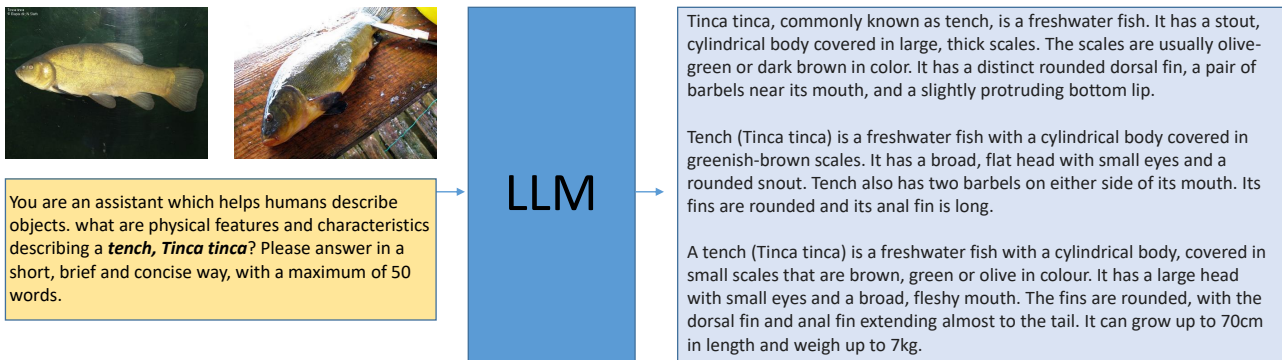 Tinca tinca
You are an assistant which helps humans describe
objects. what are physical features and characteristics
describing a tench, Tinca tinca? Please answer in a
short, brief and concise way, with a maximum of 50
words.
LLM
Tinca tinca, commonly known as tench, is a freshwater fish. It has a stout,
cylindrical body covered in large, thick scales. The scales are usually olive-
green or dark brown in color. It has a distinct rounded dorsal fin, a pair of
barbels near its mouth, and a slightly protruding bottom lip.
Tench (Tinca tinca) is a freshwater fish with a cylindrical body covered in
greenish-brown scales. It has a broad, flat head with small eyes and a
rounded snout. Tench also has two barbels on either side of its mouth. Its
fins are rounded and its anal fin is long.
A tench (Tinca tinca) is a freshwater fish with a cylindrical body, covered in
small scales that are brown, green or olive in colour. It has a large head
with small eyes and a broad, fleshy mouth. The fins are rounded, with the
dorsal fin and anal fin extending almost to the tail. It can grow up to 70cm
in length and weigh up to 7kg.